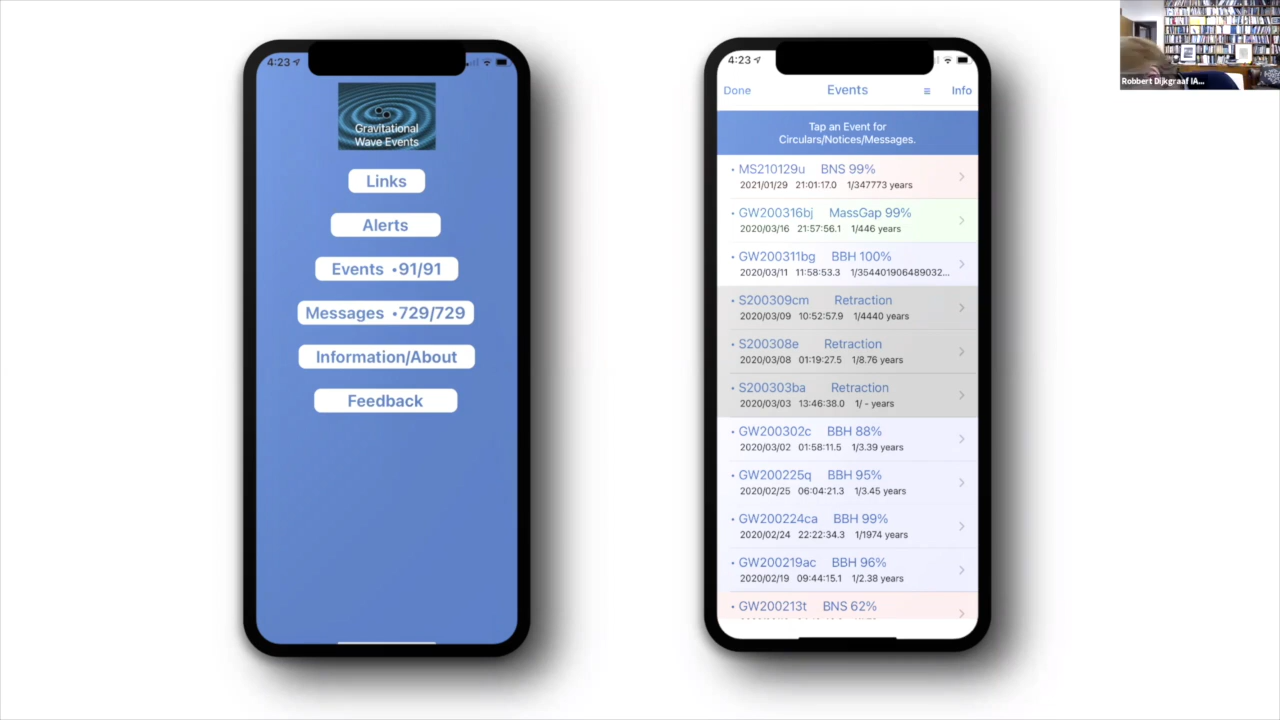 4:23
Gravitational
Wave Events
Links
Alerts
Events •91/91
Messages •729/729
Information/About
Feedback
4:23
Done Events ≡ Info
Tap an Event for
Circulars/Notices/Messages.
• MS210129u BNS 99%
2021/01/29 21:01:17.0 1/347773 years
• GW200316bj MassGap 99%
2020/03/16 21:57:56.1 1/446 years
• GW200311bg BBH 100%
2020/03/11 11:58:53.3 1/354401906489032...
• S200309cm Retraction
2020/03/09 10:52:57.9 1/4440 years
• S200308e Retraction
2020/03/08 01:19:27.5 1/8.76 years
• S200303ba Retraction
2020/03/03 13:46:38.0 1/ - years
• GW200302c BBH 88%
2020/03/02 01:58:11.5 1/3.39 years
• GW200225q BBH 95%
2020/02/25 06:04:21.3 1/3.45 years
• GW200224ca BBH 99%
2020/02/24 22:22:34.3 1/1974 years
• GW200219ac BBH 96%
2020/02/19 09:44:15.1 1/2.38 years
• GW200213t BNS 62%
Robbert Dijkgraaf IA...